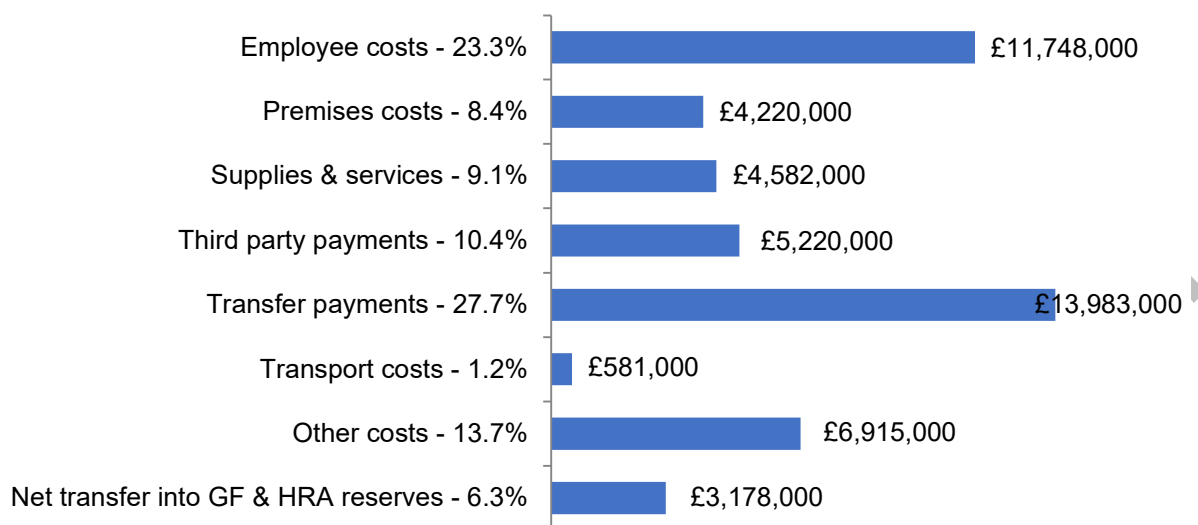 Employee costs - 23.3% £11,748,000
Premises costs - 8.4% £4,220,000
Supplies & services - 9.1% £4,582,000
Third party payments - 10.4% £5,220,000
Transfer payments - 27.7% £13,983,000
Transport costs - 1.2% £581,000
Other costs - 13.7% £6,915,000
Net transfer into GF & HRA reserves - 6.3% £3,178,000